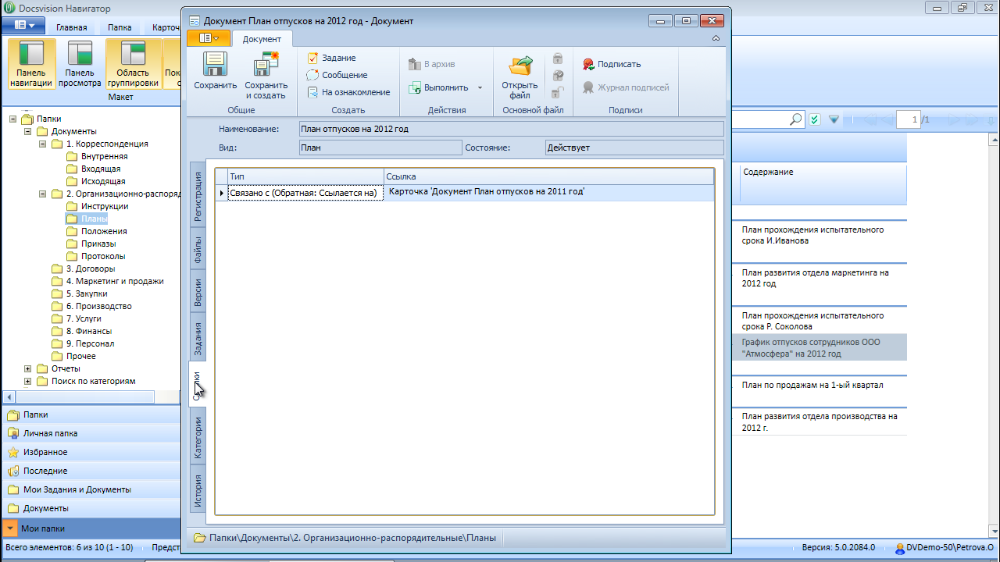 Docsvision Навигатор
Главная Папка Карточ
Панель навигации
Панель просмотра
Область группировки
Макет
Папки
Документы
1. Корреспонденция
Внутренняя
Входящая
Исходящая
2. Организационно-распоряд
Инструкции
Планы
Положения
Приказы
Протоколы
3. Договоры
4. Маркетинг и продажи
5. Закупки
6. Производство
7. Услуги
8. Финансы
9. Персонал
Прочее
Отчеты
Поиск по категориям
Папки
Личная папка
Избранное
Последние
Мои Задания и Документы
Документы
Мои папки
Всего элементов: 6 из 10 (1 - 10) Предст
Документ План отпусков на 2012 год - Документ
Документ
Сохранить
Сохранить и создать
Общие
Задание
Сообщение
На ознакомление
Создать
В архив
Выполнить
Действия
Открыть файл
Основной файл
Подписать
Журнал подписей
Подписи
Наименование: План отпусков на 2012 год
Вид: План Состояние: Действует
Регистрация
Файлы
Версии
Задания
Категории
История
Тип Ссылка
Связано с (Обратная: Ссылается на) Карточка 'Документ План отпусков на 2011 год'
Папки\Документы\2. Организационно-распорядительные\Планы
1 /1
Содержание
План прохождения испытательного
срока И.Иванова
План развития отдела маркетинга на
2012 год
План прохождения испытательного
срока Р. Соколова
График отпусков сотрудников ООО
"Атмосфера" на 2012 год
План по продажам на 1-ый квартал
План развития отдела производства на
2012 г.
Версия: 5.0.2084.0 DVDemo-50\Petrova.O